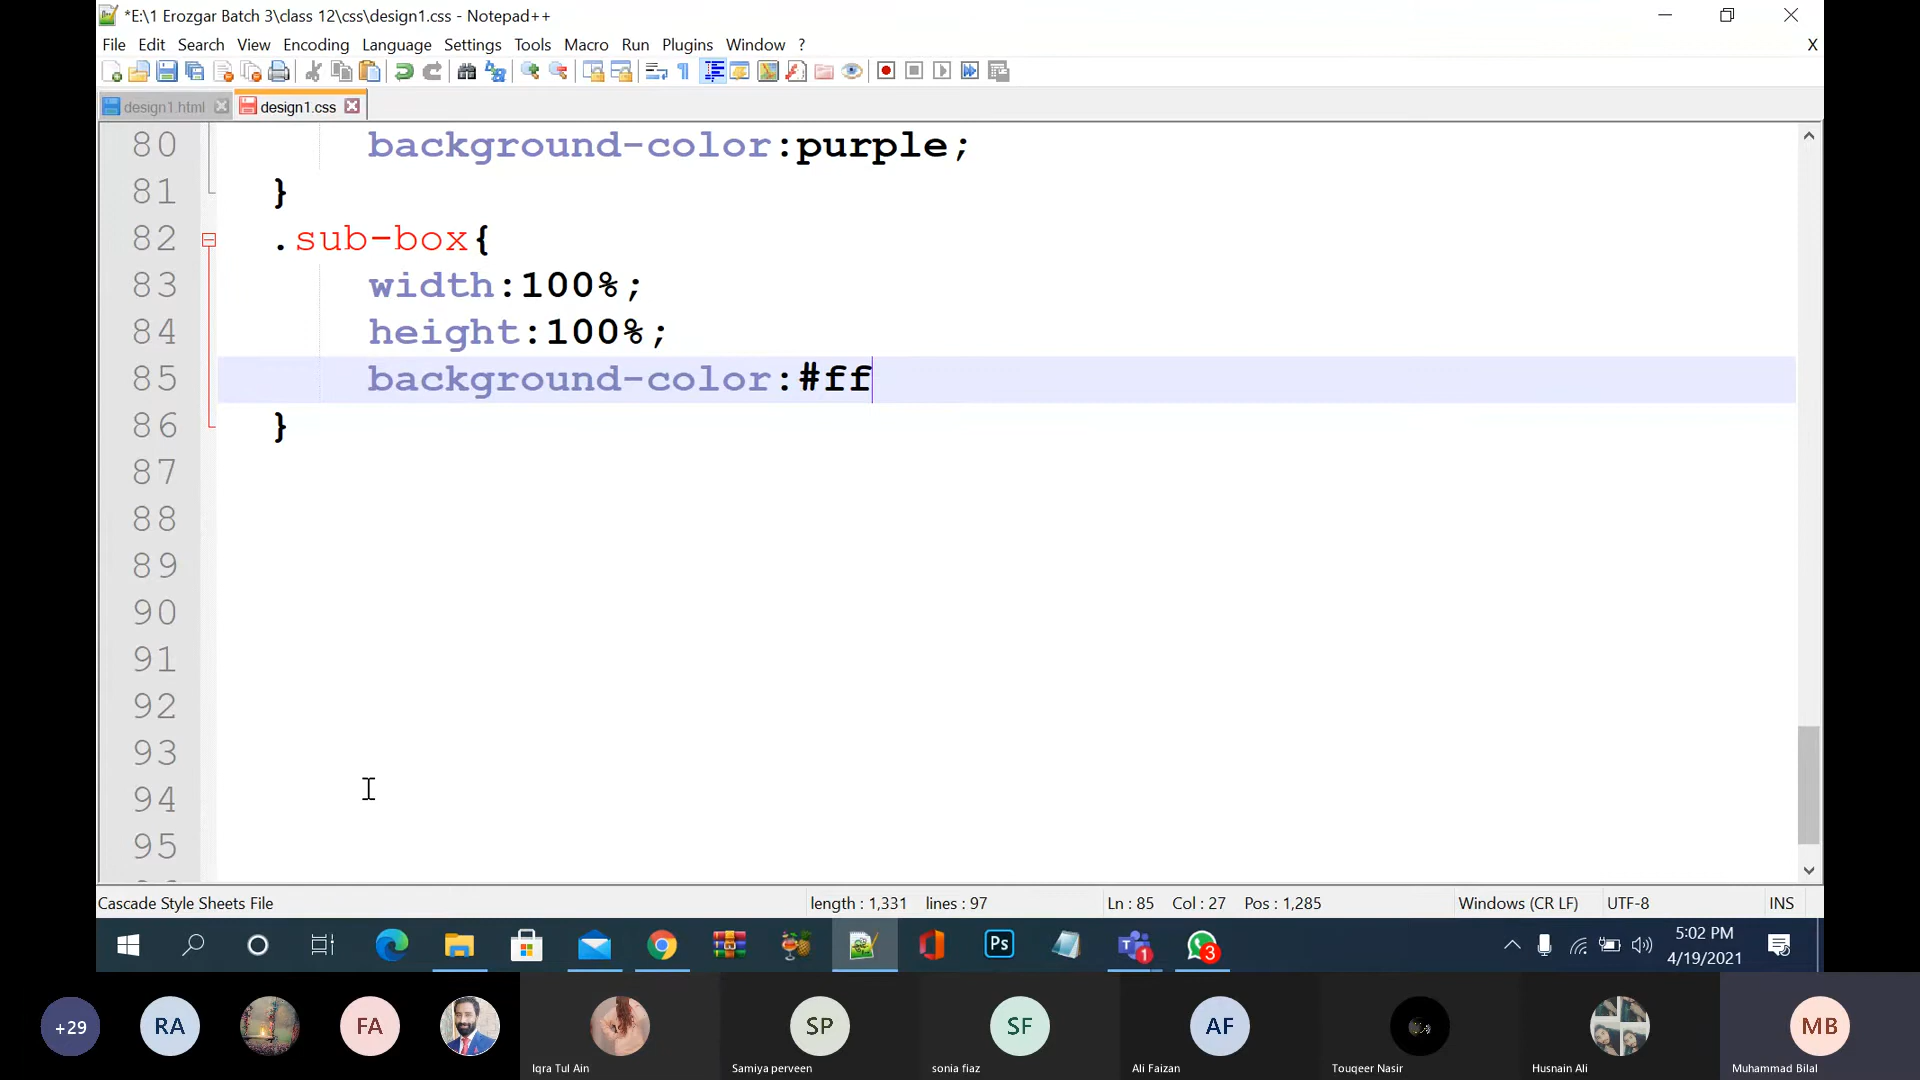 *E:\1 Erozgar Batch 3\class 12\css\design1.css - Notepad++
File Edit Search View Encoding Language Settings Tools Macro Run Plugins Window ? X
design1.html design1.css
80 background-color:purple;
81 }
82 .sub-box{
83 width:100%;
84 height:100%;
85 background-color:#ff
86 }
87
88
89
90
91
92
93
94
95
Cascade Style Sheets File length : 1,331 lines : 97 Ln : 85 Col : 27 Pos : 1,285 Windows (CR LF) UTF-8 INS
Ps 1 3 5:02 PM
4/19/2021
+29 RA FA SP SF AF MB
Iqra Tul Ain Samiya perveen sonia fiaz Ali Faizan Touqeer Nasir Husnain Ali Muhammad Bilal